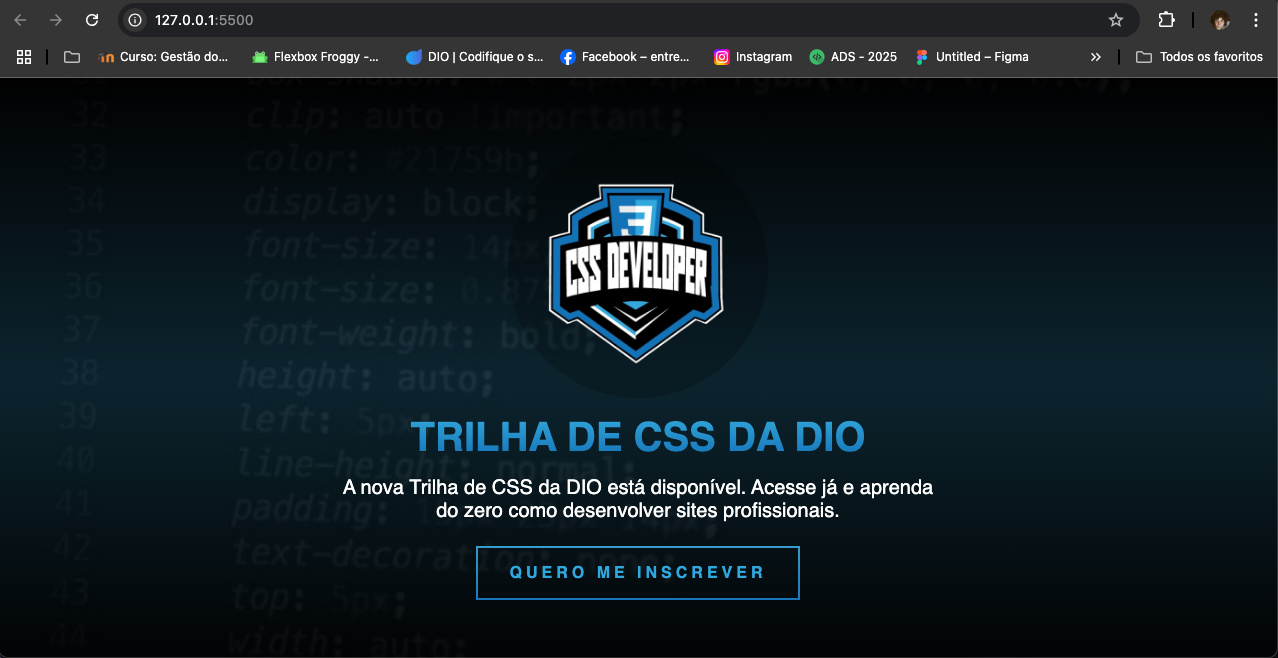 127.0.0.1:5500
Curso: Gestão do...
Flexbox Froggy -...
DIO | Codifique o s...
Facebook – entre...
Instagram
ADS - 2025
Untitled – Figma
»
Todos os favoritos
32 clip: auto !important;
33 color: #21759b;
34 display: block;
35 font-size: 14px
36 font-size: 0.87
37 font-weight: bold;
38 height: auto;
39 left: 5px;
40 line-height: normal;
41 padding:
42 text-decoration: none;
43 top: 5px;
44 width: auto;
3
CSS DEVELOPER
TRILHA DE CSS DA DIO
A nova Trilha de CSS da DIO está disponível. Acesse já e aprenda
do zero como desenvolver sites profissionais.
QUERO ME INSCREVER